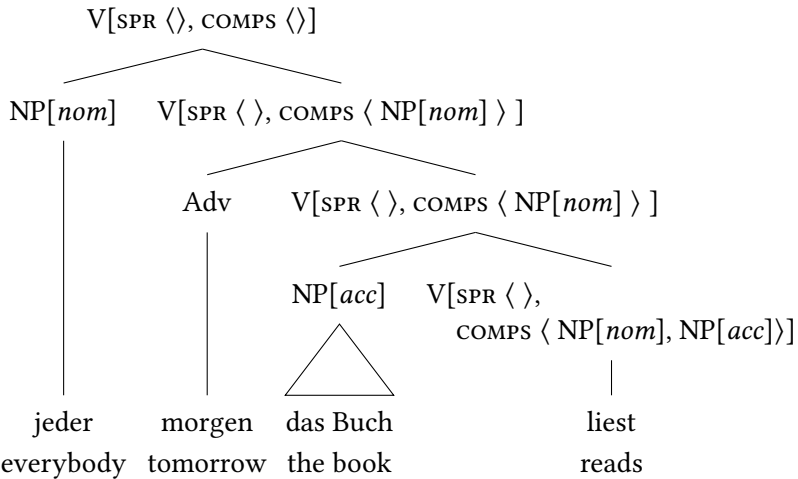 V[SPR ⟨⟩, COMPS ⟨⟩]
NP[nom] V[SPR ⟨ ⟩, COMPS ⟨ NP[nom] ⟩ ]
Adv V[SPR ⟨ ⟩, COMPS ⟨ NP[nom] ⟩ ]
NP[acc] V[SPR ⟨ ⟩,
COMPS ⟨ NP[nom], NP[acc]⟩]
jeder morgen das Buch liest
everybody tomorrow the book reads